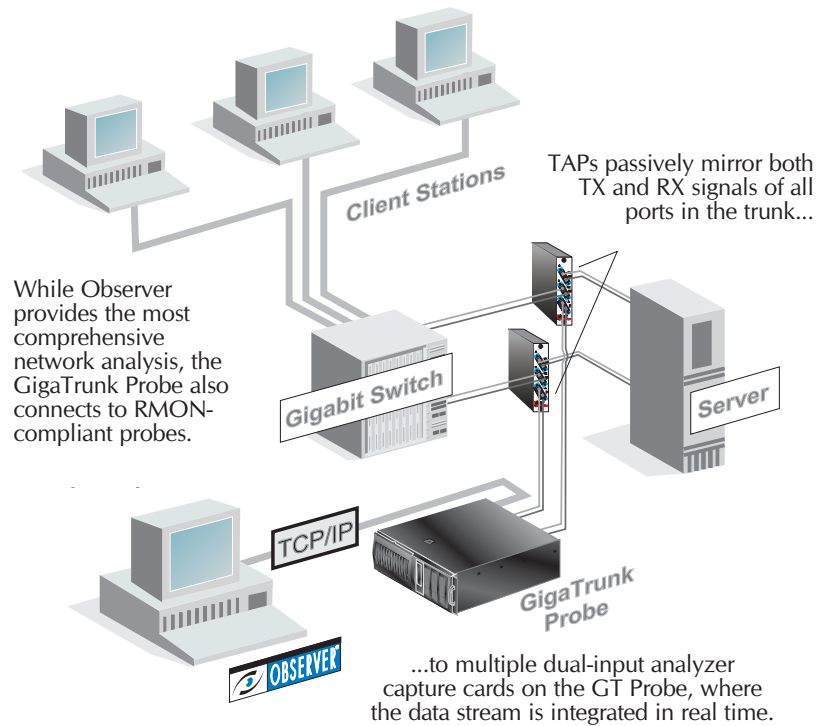 Client Stations
TAPs passively mirror both
TX and RX signals of all
ports in the trunk...
While Observer
provides the most
comprehensive
network analysis, the
GigaTrunk Probe also
connects to RMON-
compliant probes.
Gigabit Switch
Server
TCP/IP
GigaTrunk
Probe
OBSERVER®
...to multiple dual-input analyzer
capture cards on the GT Probe, where
the data stream is integrated in real time.